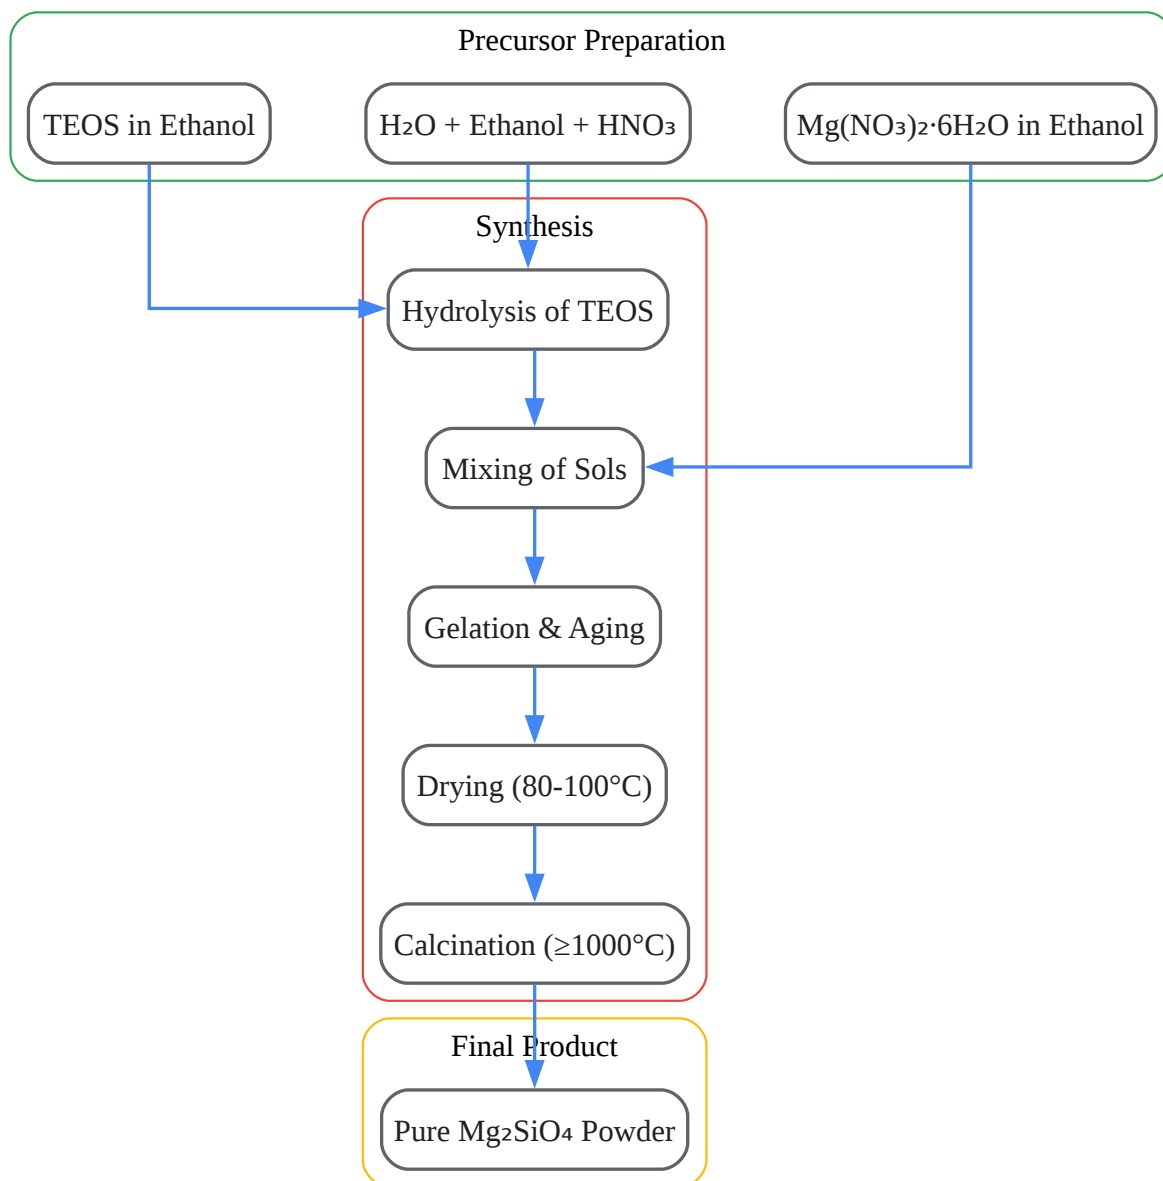 Precursor Preparation
TEOS in Ethanol
H₂O + Ethanol + HNO₃
Mg(NO₃)₂·6H₂O in Ethanol
Synthesis
Hydrolysis of TEOS
Mixing of Sols
Gelation & Aging
Drying (80-100°C)
Calcination (≥1000°C)
Final Product
Pure Mg₂SiO₄ Powder